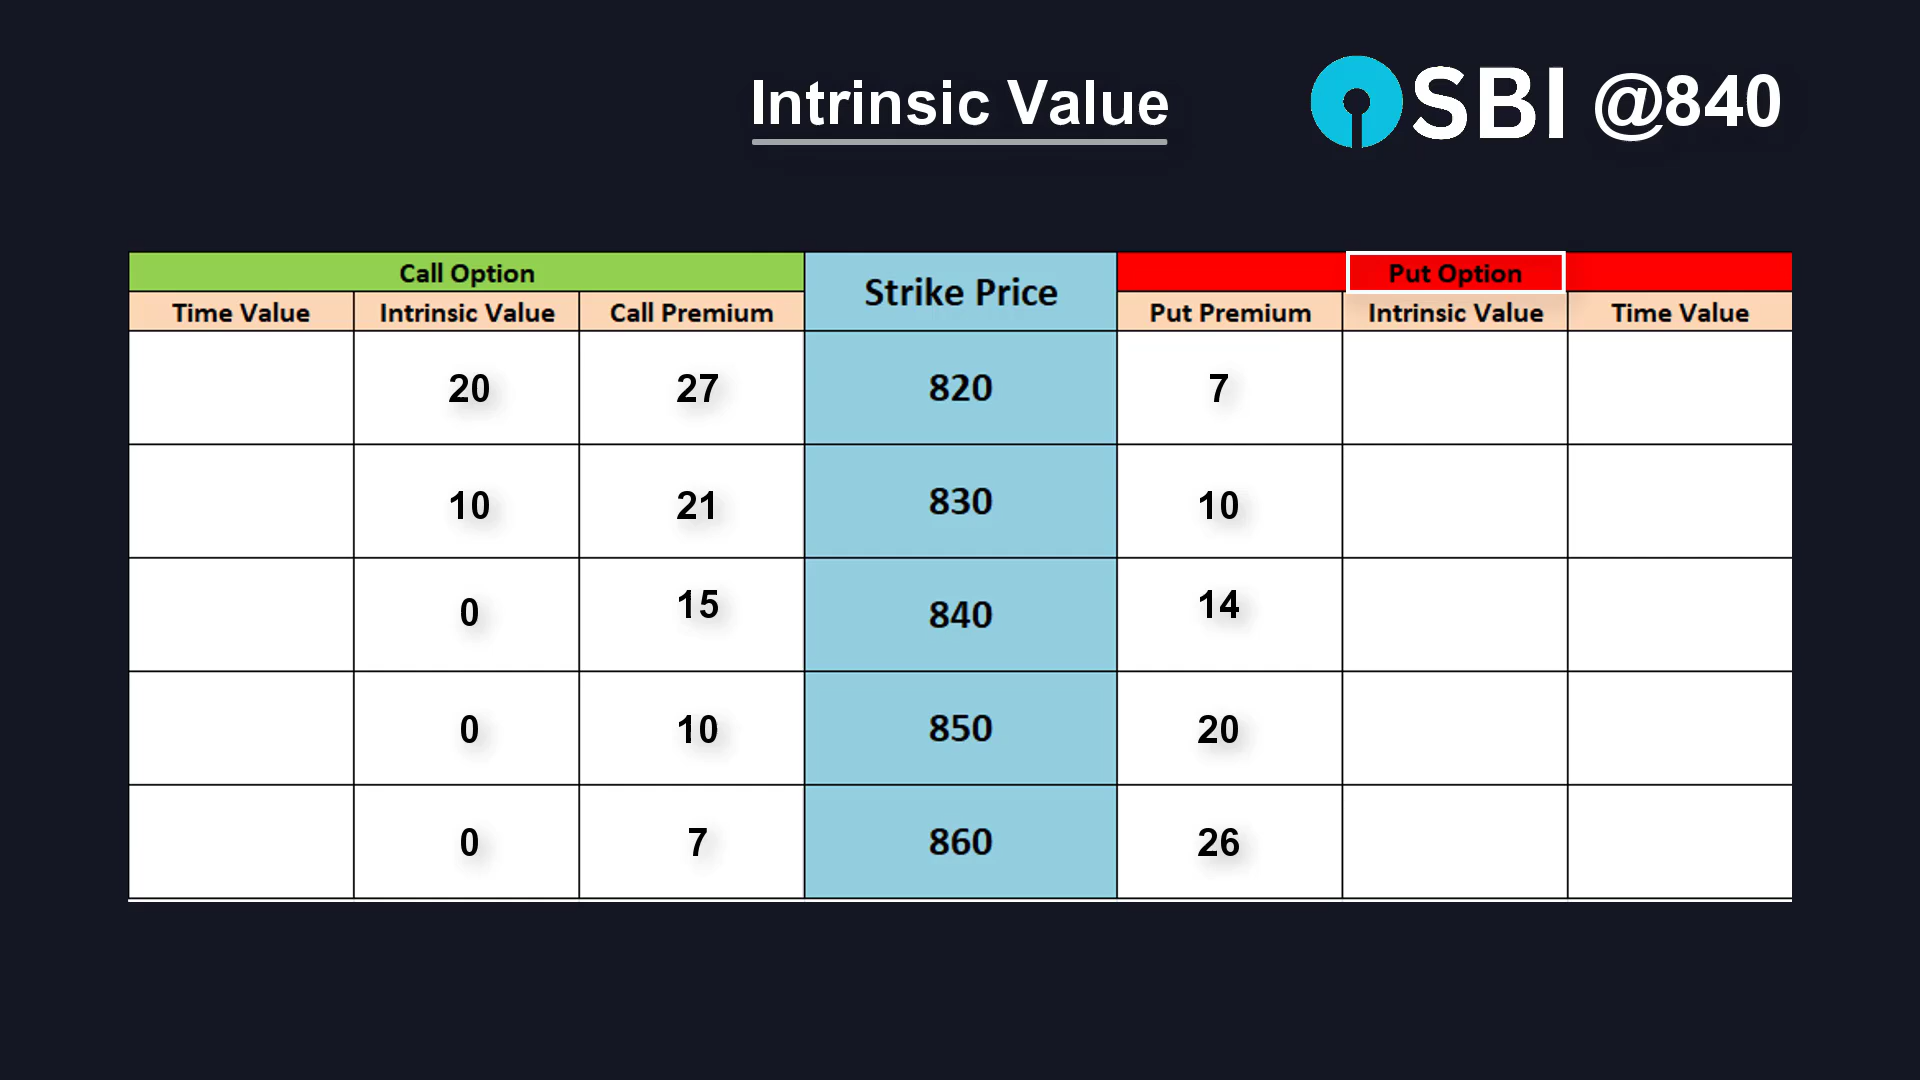 Intrinsic Value
SBI @840
Call Option Strike Price Put Option
Time Value Intrinsic Value Call Premium Put Premium Intrinsic Value Time Value
20 27 820 7
10 21 830 10
0 15 840 14
0 10 850 20
0 7 860 26